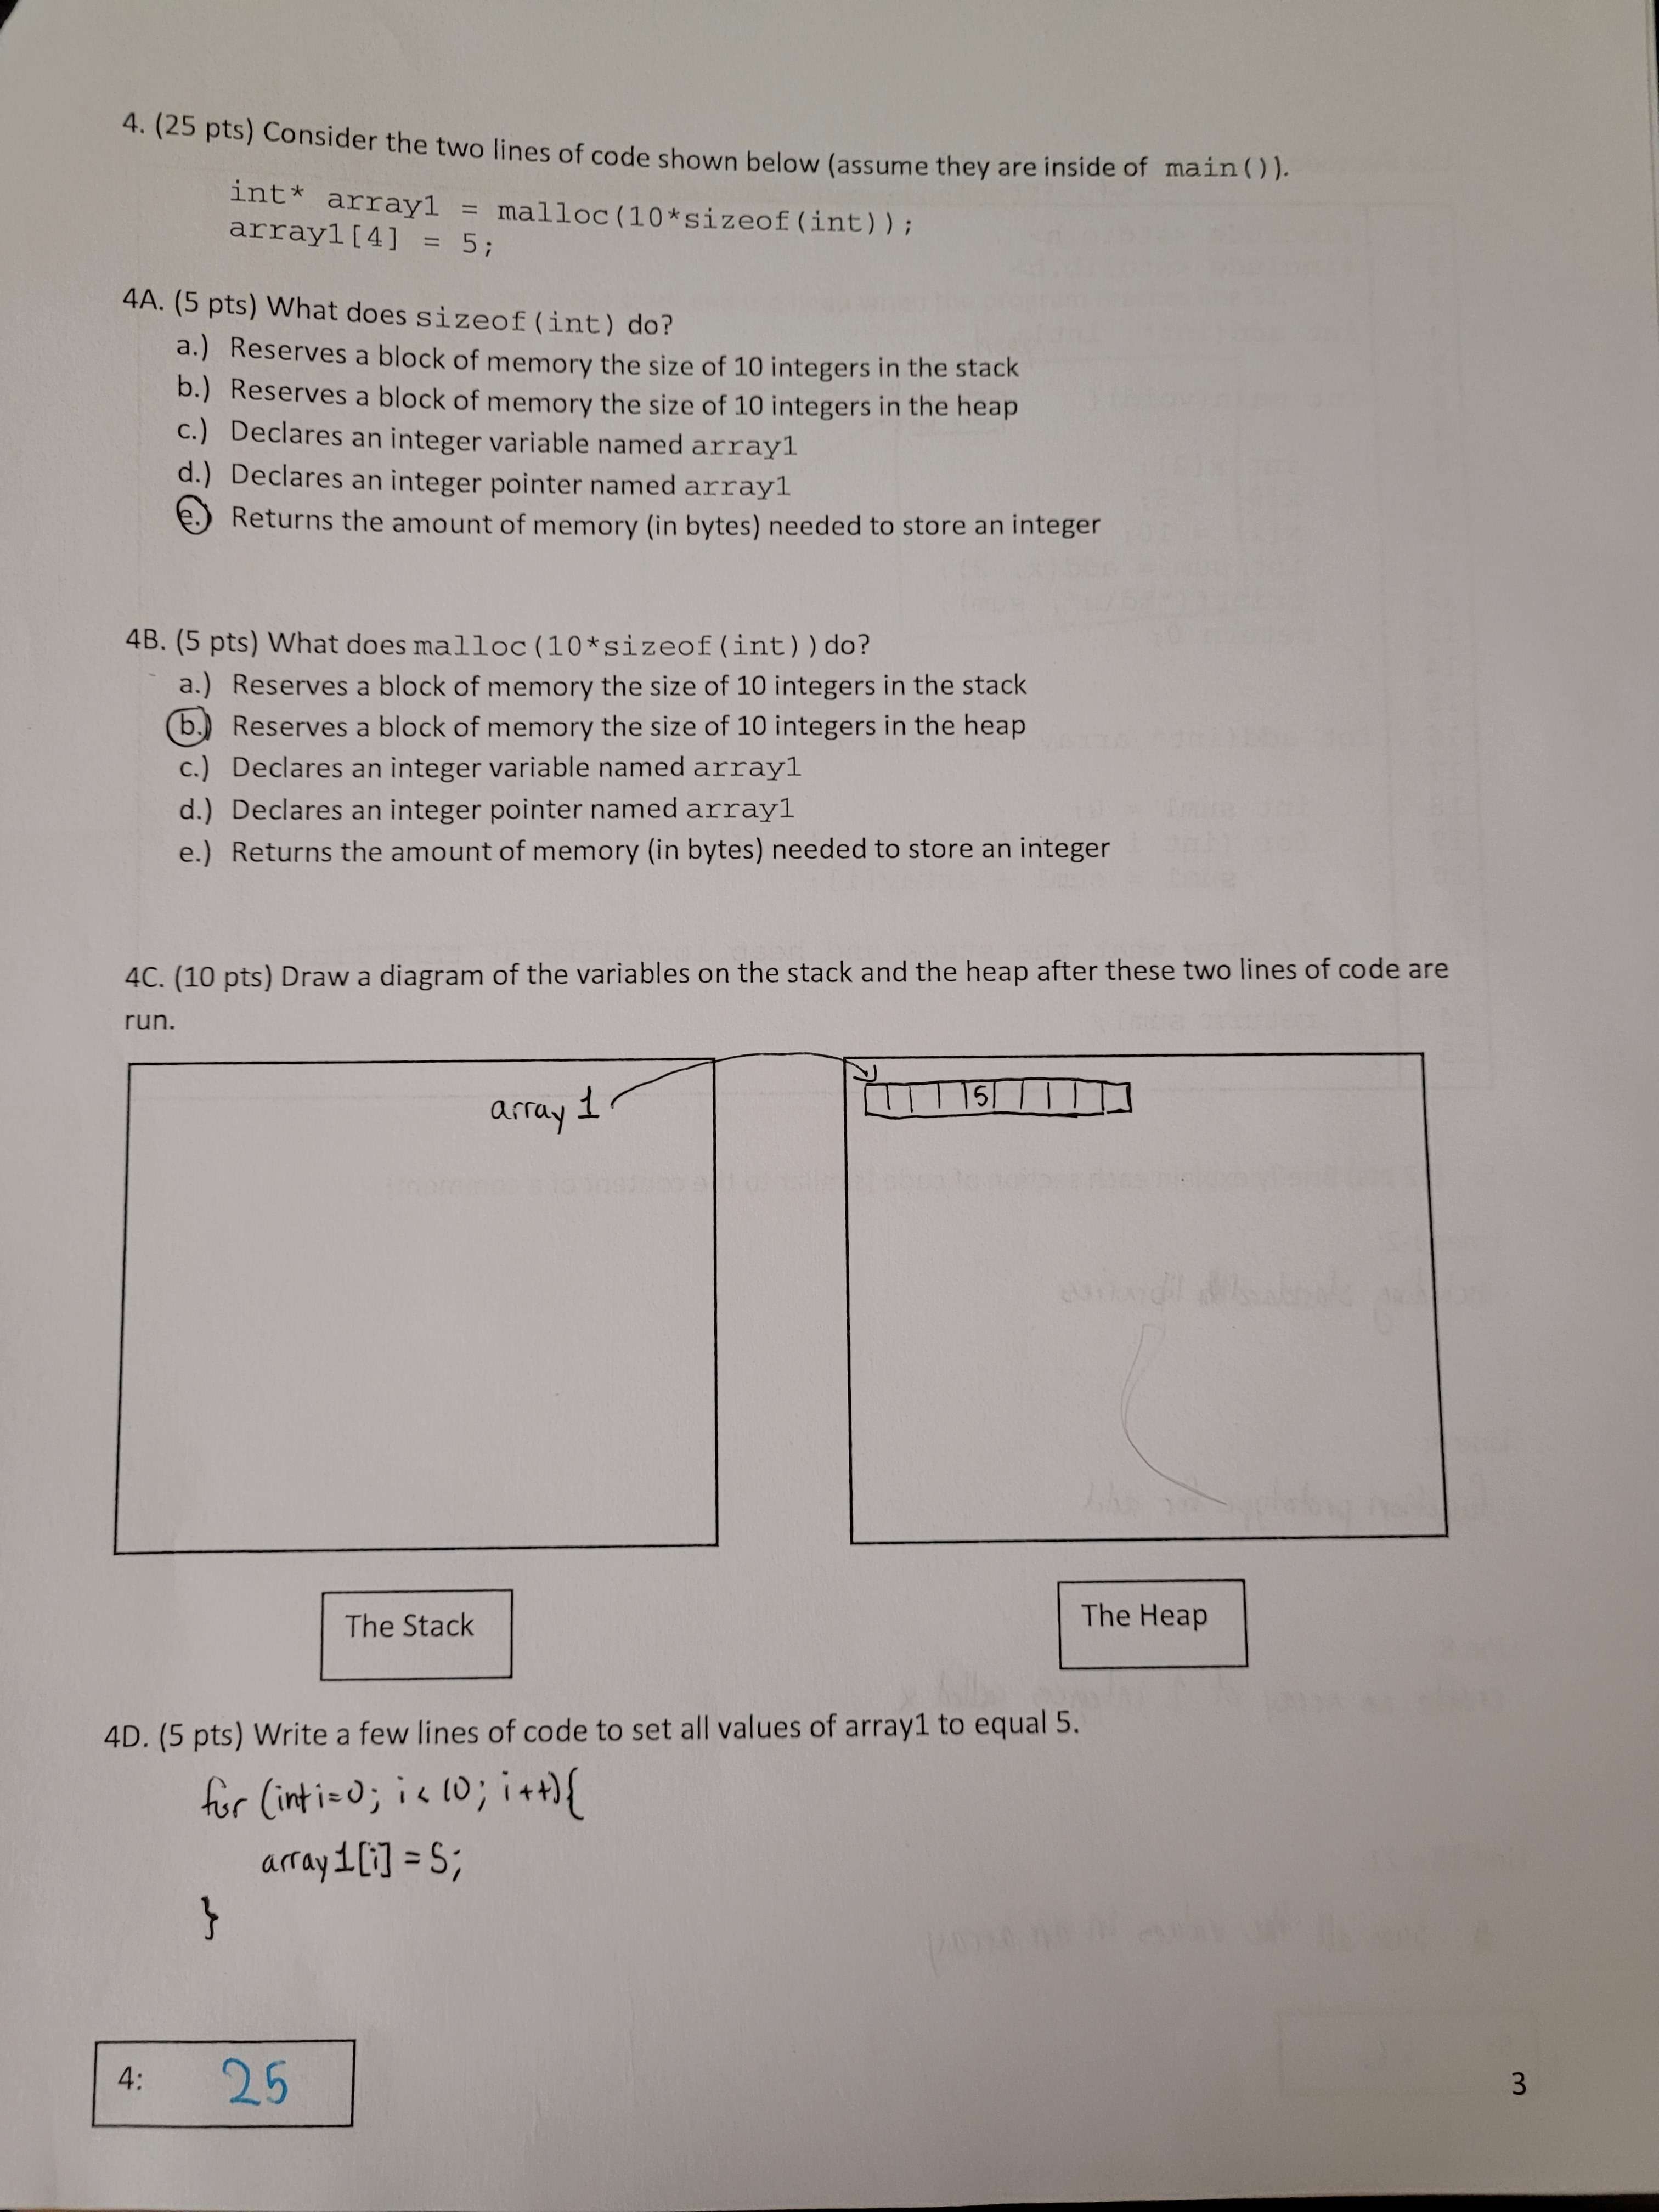 4. (25 pts) Consider the two lines of code shown below (assume they are inside of main()).
int* array1 = malloc(10*sizeof(int));
array1[4] = 5;
4A. (5 pts) What does sizeof(int) do?
a.) Reserves a block of memory the size of 10 integers in the stack
b.) Reserves a block of memory the size of 10 integers in the heap
c.) Declares an integer variable named array1
d.) Declares an integer pointer named array1
e.) Returns the amount of memory (in bytes) needed to store an integer
4B. (5 pts) What does malloc(10*sizeof(int)) do?
a.) Reserves a block of memory the size of 10 integers in the stack
b.) Reserves a block of memory the size of 10 integers in the heap
c.) Declares an integer variable named array1
d.) Declares an integer pointer named array1
e.) Returns the amount of memory (in bytes) needed to store an integer
4C. (10 pts) Draw a diagram of the variables on the stack and the heap after these two lines of code are
run.
array 1
5
The Stack
The Heap
4D. (5 pts) Write a few lines of code to set all values of array1 to equal 5.
for (int i=0; i < 10; i++){
array1[i] = 5;
}
4: 25
3